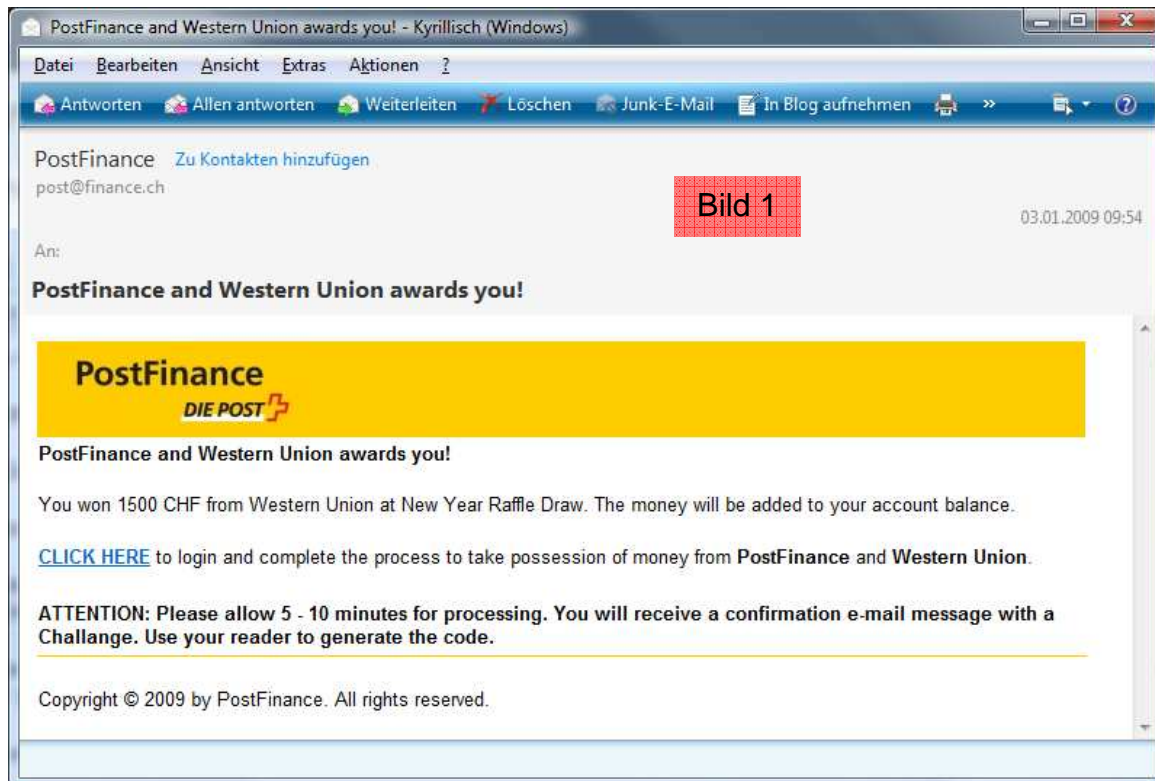 PostFinance and Western Union awards you! - Kyrillisch (Windows)
Datei Bearbeiten Ansicht Extras Aktionen ?
Antworten Allen antworten Weiterleiten Löschen Junk-E-Mail In Blog aufnehmen »
PostFinance Zu Kontakten hinzufügen
post@finance.ch
Bild 1
03.01.2009 09:54
An:
PostFinance and Western Union awards you!
PostFinance
DIE POST
PostFinance and Western Union awards you!
You won 1500 CHF from Western Union at New Year Raffle Draw. The money will be added to your account balance.
CLICK HERE to login and complete the process to take possession of money from PostFinance and Western Union.
ATTENTION: Please allow 5 - 10 minutes for processing. You will receive a confirmation e-mail message with a
Challange. Use your reader to generate the code.
Copyright © 2009 by PostFinance. All rights reserved.